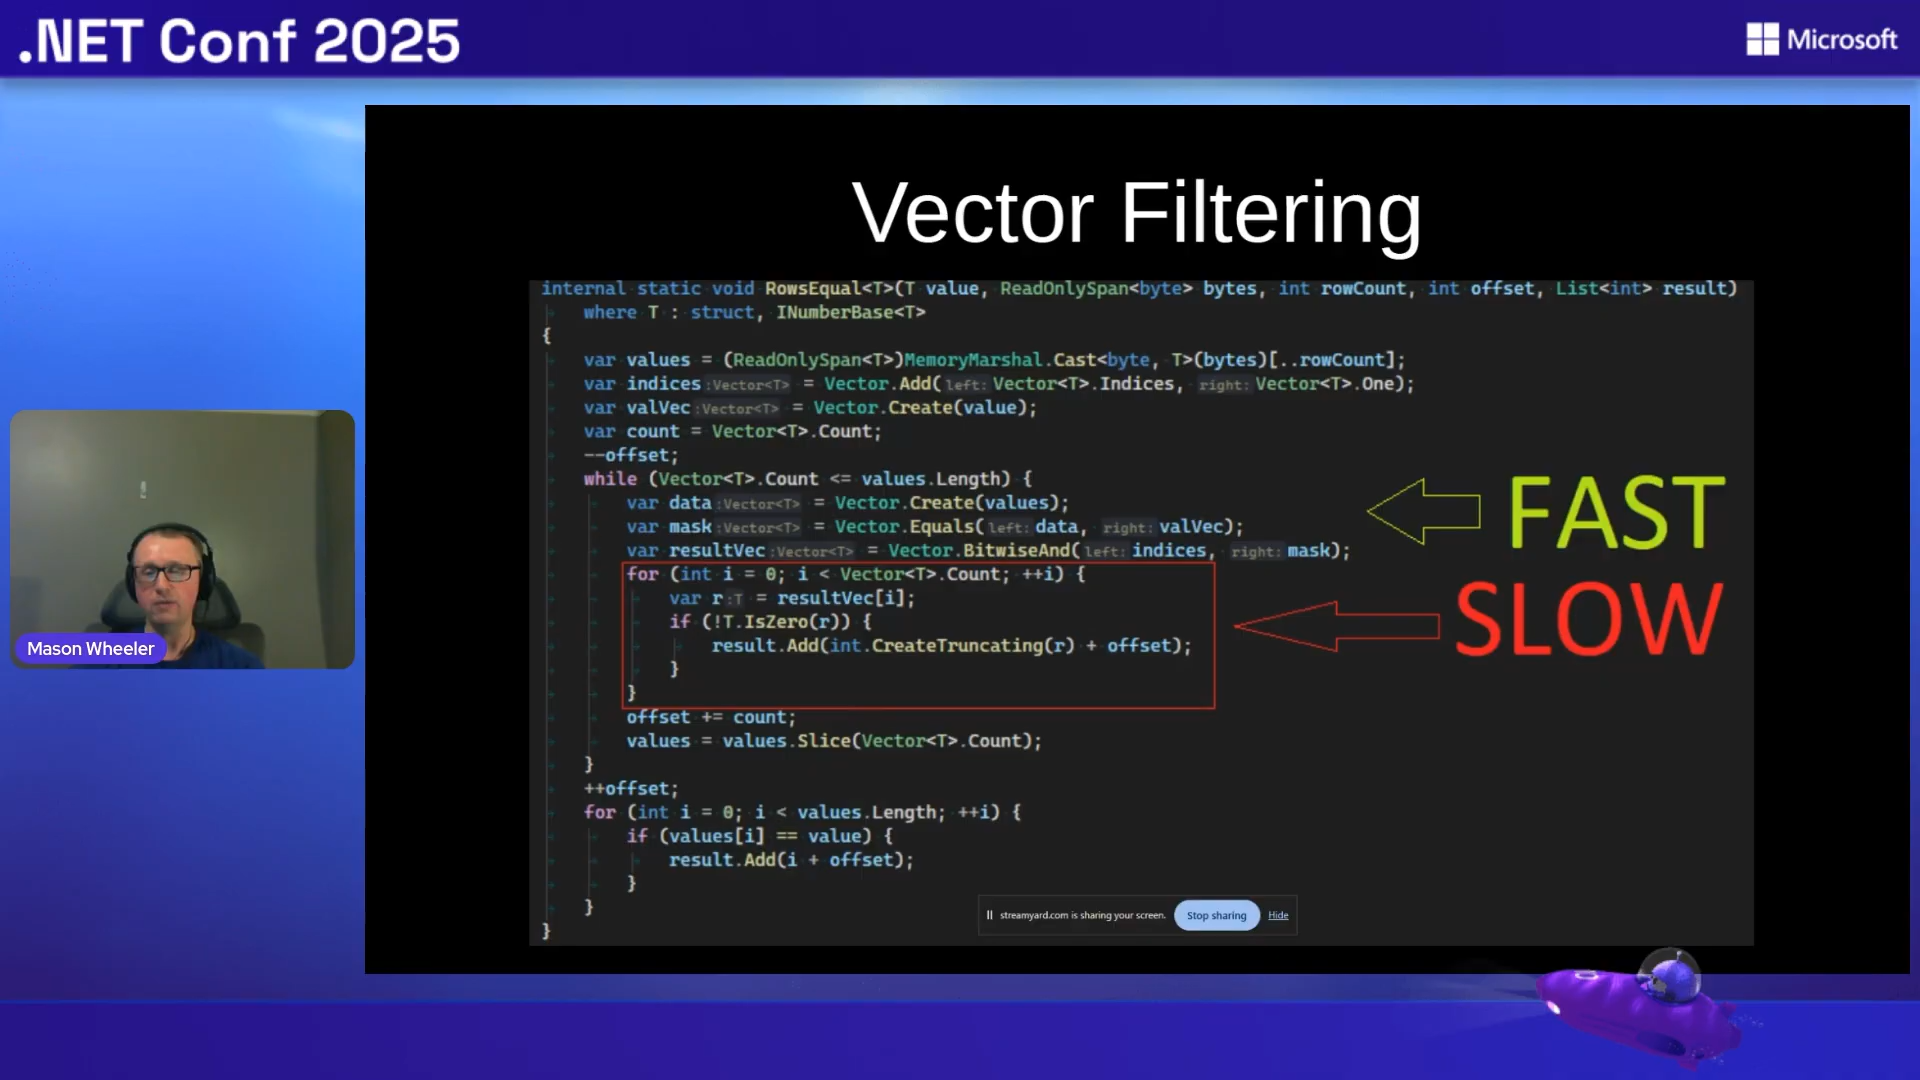 .NET Conf 2025
Microsoft
Vector Filtering
internal static void RowsEqual<T>(T value, ReadOnlySpan<byte> bytes, int rowCount, int offset, List<int> result)
where T : struct, INumberBase<T>
{
var values = (ReadOnlySpan<T>)MemoryMarshal.Cast<byte, T>(bytes)[..rowCount];
var indices :Vector<T> = Vector.Add( left: Vector<T>.Indices, right: Vector<T>.One);
var valVec :Vector<T> = Vector.Create(value);
var count = Vector<T>.Count;
--offset;
while (Vector<T>.Count <= values.Length) {
var data :Vector<T> = Vector.Create(values);
var mask :Vector<T> = Vector.Equals( left: data, right: valVec);
var resultVec :Vector<T> = Vector.BitwiseAnd( left: indices, right: mask);
for (int i = 0; i < Vector<T>.Count; ++i) {
var r :T = resultVec[i];
if (!T.IsZero(r)) {
result.Add(int.CreateTruncating(r) + offset);
}
}
offset += count;
values = values.Slice(Vector<T>.Count);
}
++offset;
for (int i = 0; i < values.Length; ++i) {
if (values[i] == value) {
result.Add(i + offset);
}
}
}
FAST
SLOW
Mason Wheeler
streamyard.com is sharing your screen. Stop sharing Hide